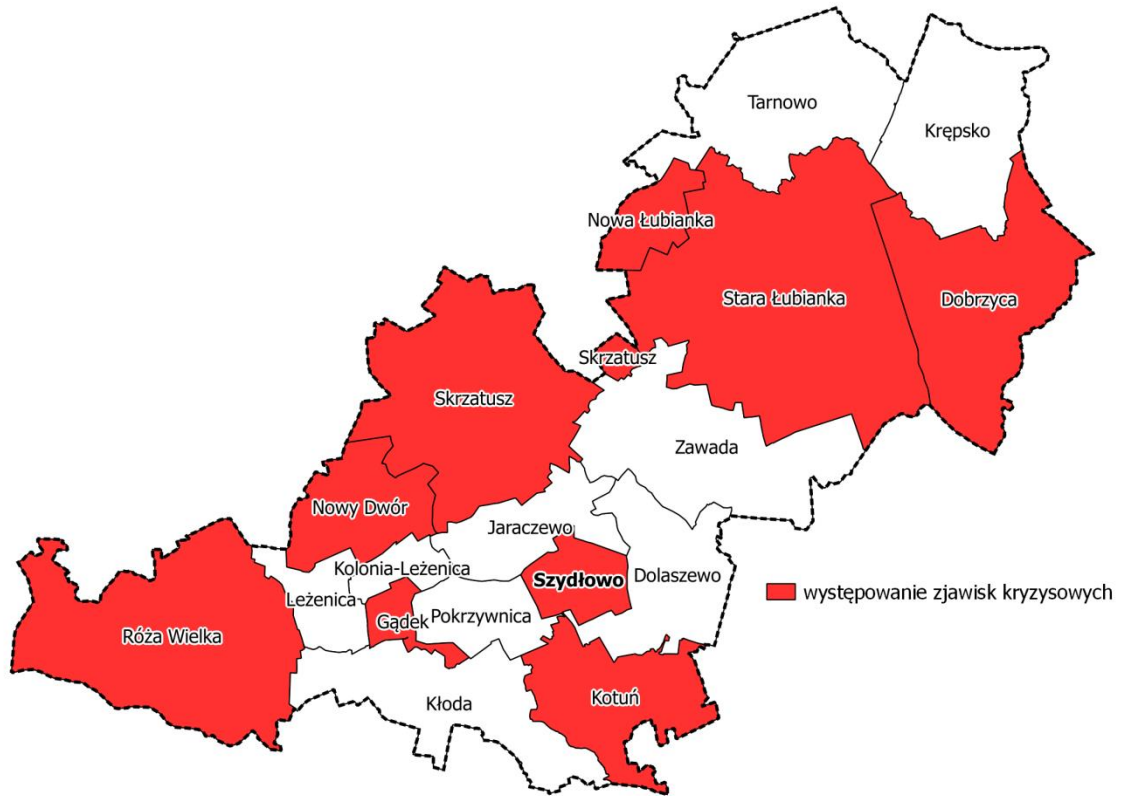 Tarnowo
Krępsko
Nowa Łubianka
Stara Łubianka
Dobrzyca
Skrzatusz
Skrzatusz
Zawada
Nowy Dwór
Jaraczewo
Kolonia-Leżenica
Szydłowo
Dolaszewo
Leżenica
występowanie zjawisk kryzysowych
Pokrzywnica
Gądek
Róża Wielka
Kotuń
Kłoda